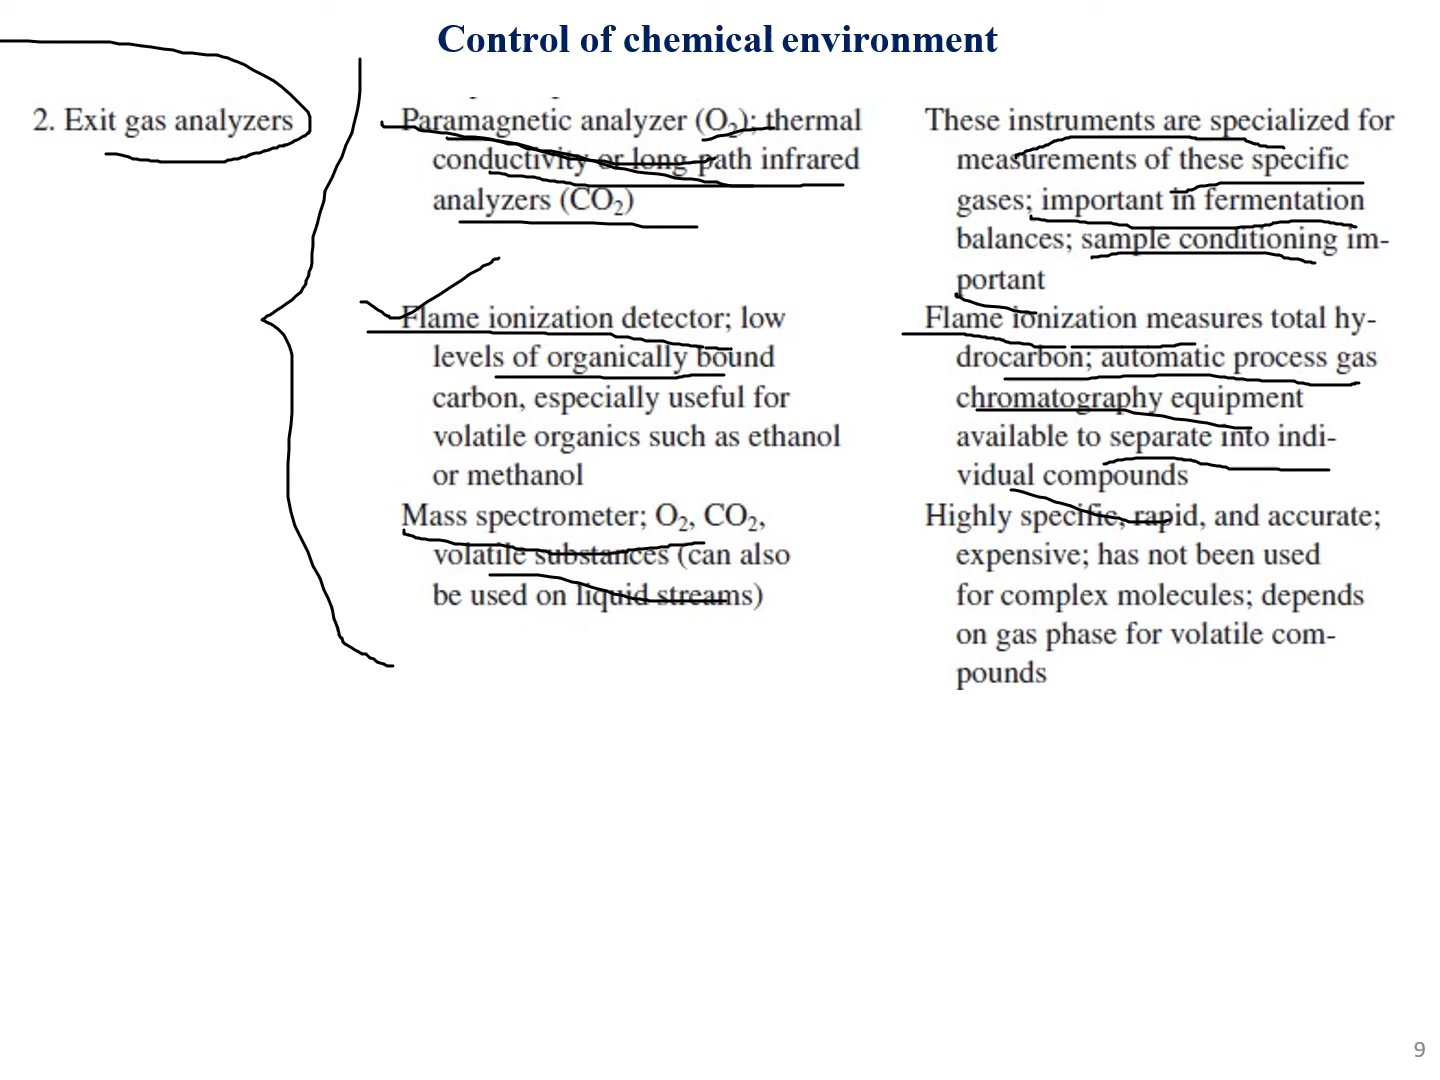 Control of chemical environment
2. Exit gas analyzers
Paramagnetic analyzer (O₂); thermal
conductivity or long path infrared
analyzers (CO₂)
These instruments are specialized for
measurements of these specific
gases; important in fermentation
balances; sample conditioning im-
portant
Flame ionization detector; low
levels of organically bound
carbon, especially useful for
volatile organics such as ethanol
or methanol
Flame ionization measures total hy-
drocarbon; automatic process gas
chromatography equipment
available to separate into indi-
vidual compounds
Mass spectrometer; O₂, CO₂,
volatile substances (can also
be used on liquid streams)
Highly specific, rapid, and accurate;
expensive; has not been used
for complex molecules; depends
on gas phase for volatile com-
pounds
9